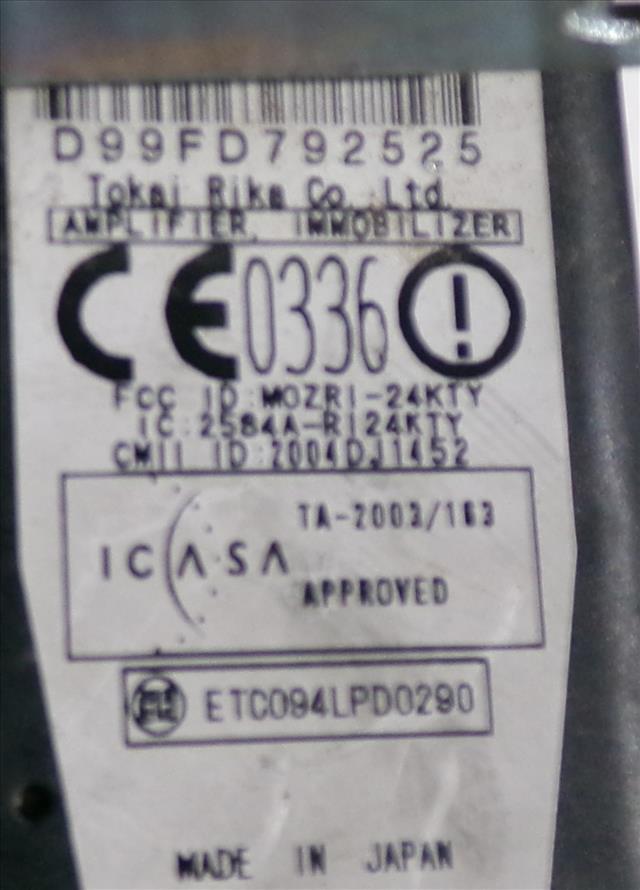 D99FD792525
Tokai Rika Co., Ltd.
AMPLIFIER, IMMOBILIZER
CE0336
FCC ID:MOZRI-24KTY
IC:2584A-RI24KTY
CMII ID:2004DJ1452
TA-2003/163
ICASA
APPROVED
ETC094LPD0290
MADE IN JAPAN